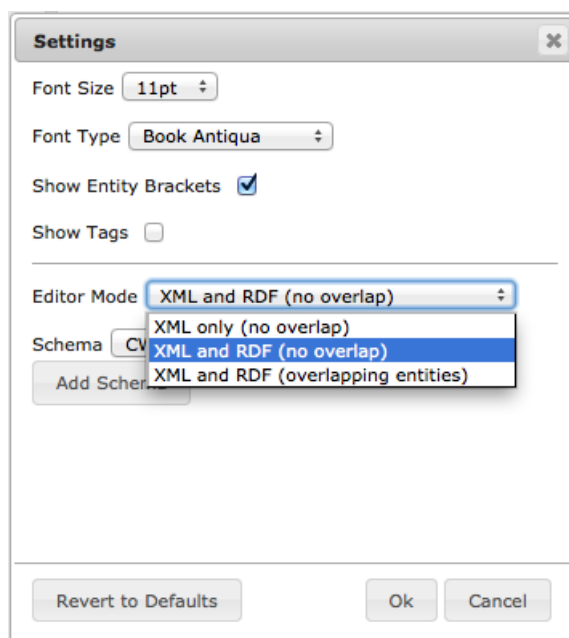 Settings
Font Size 11pt
Font Type Book Antiqua
Show Entity Brackets
Show Tags
Editor Mode XML and RDF (no overlap)
XML only (no overlap)
Schema
XML and RDF (no overlap)
XML and RDF (overlapping entities)
Add
Revert to Defaults Ok Cancel